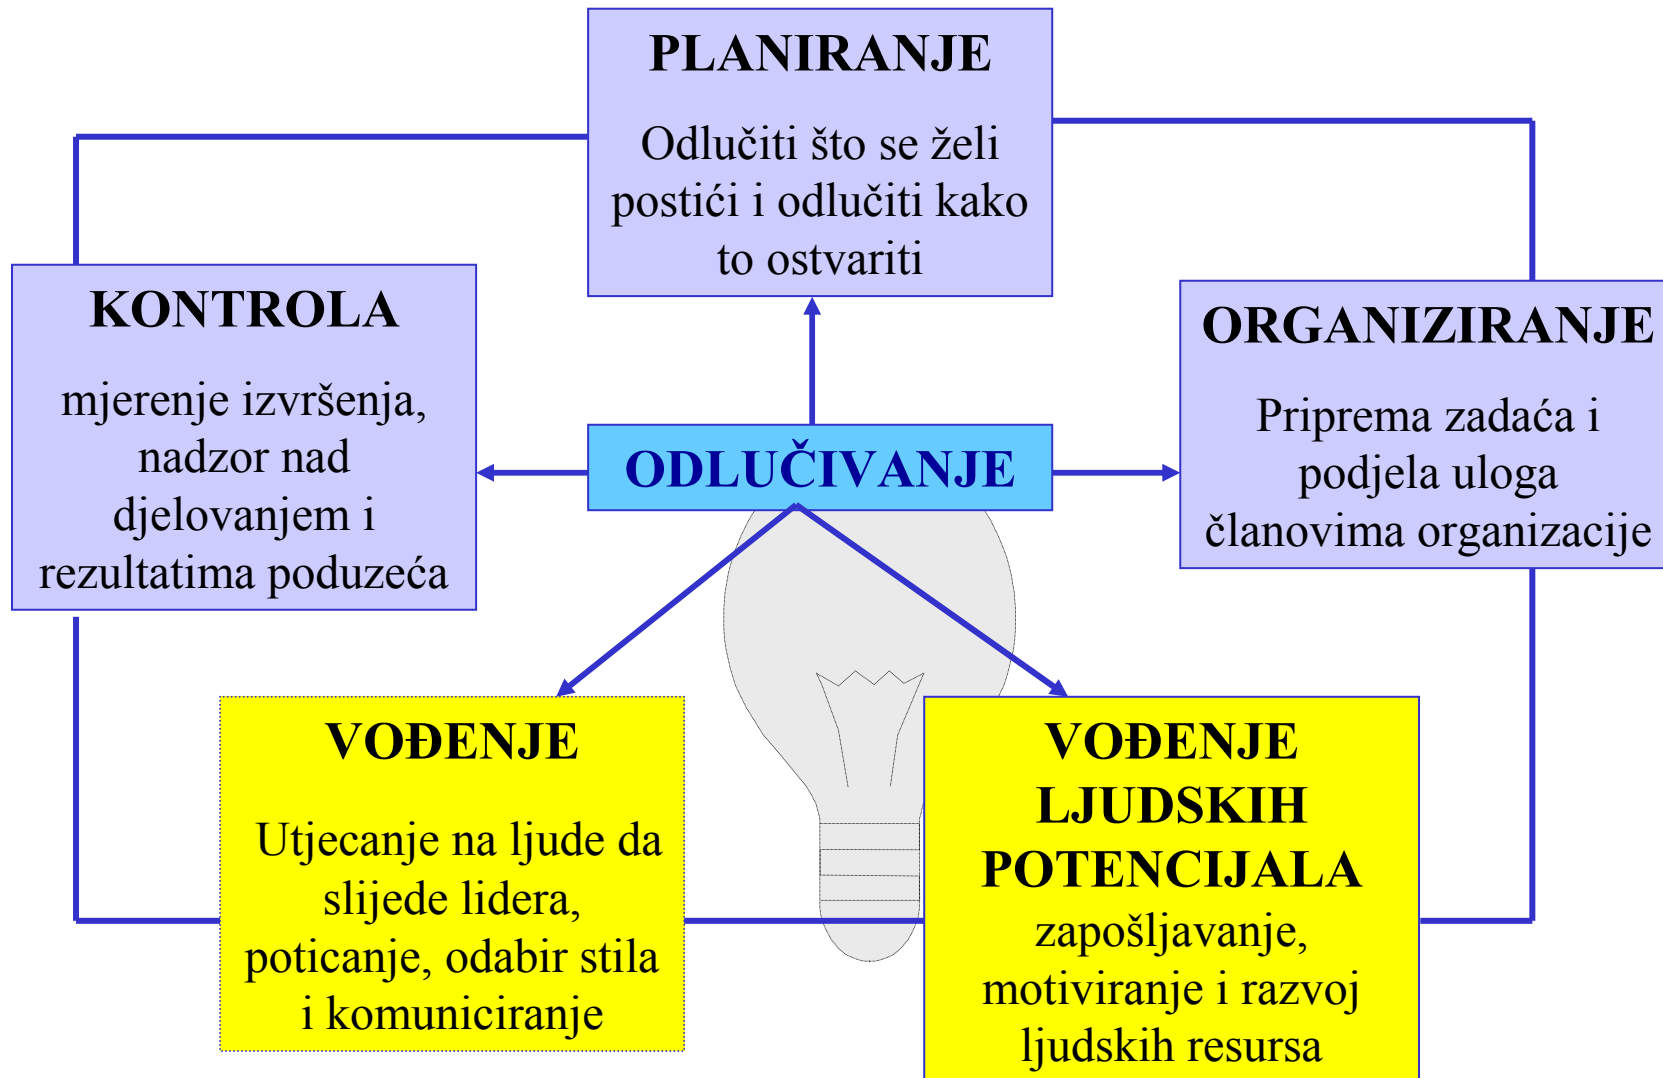 PLANIRANJE
Odlučiti što se želi
postići i odlučiti kako
to ostvariti
KONTROLA
mjerenje izvršenja,
nadzor nad
djelovanjem i
rezultatima poduzeća
ODLUČIVANJE
ORGANIZIRANJE
Priprema zadaća i
podjela uloga
članovima organizacije
VOĐENJE
Utjecanje na ljude da
slijede lidera,
poticanje, odabir stila
i komuniciranje
VOĐENJE
LJUDSKIH
POTENCIJALA
zapošljavanje,
motiviranje i razvoj
ljudskih resursa